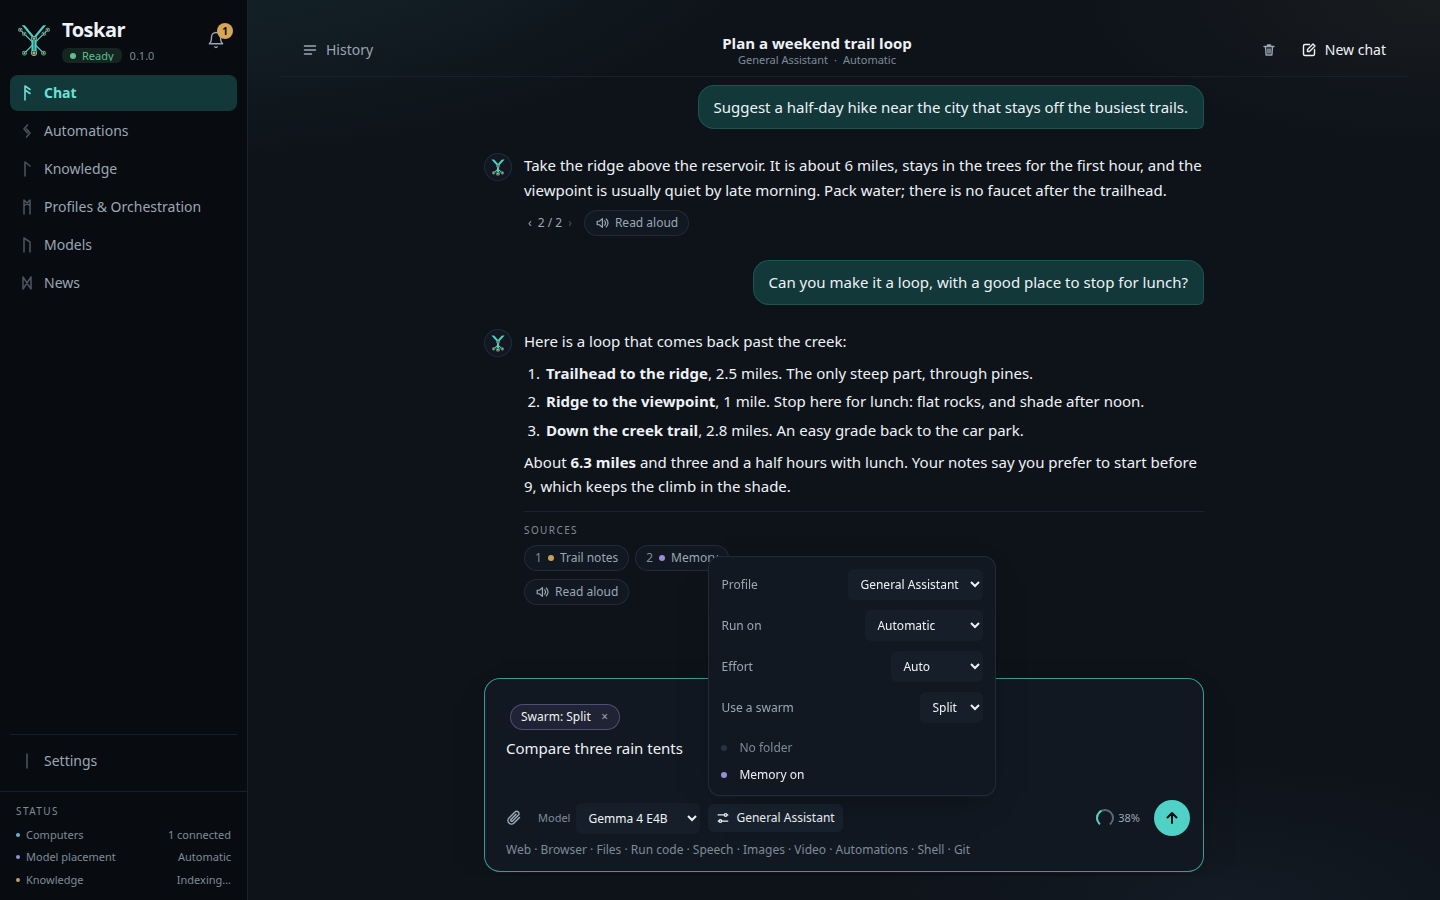 Toskar
1
Ready
0.1.0
Chat
Automations
Knowledge
Profiles & Orchestration
Models
News
Settings
STATUS
Computers
1 connected
Model placement
Automatic
Knowledge
Indexing...
History
Plan a weekend trail loop
General Assistant · Automatic
New chat
Suggest a half-day hike near the city that stays off the busiest trails.
Take the ridge above the reservoir. It is about 6 miles, stays in the trees for the first hour, and the
viewpoint is usually quiet by late morning. Pack water; there is no faucet after the trailhead.
‹ 2 / 2 ›
Read aloud
Can you make it a loop, with a good place to stop for lunch?
Here is a loop that comes back past the creek:
1. Trailhead to the ridge, 2.5 miles. The only steep part, through pines.
2. Ridge to the viewpoint, 1 mile. Stop here for lunch: flat rocks, and shade after noon.
3. Down the creek trail, 2.8 miles. An easy grade back to the car park.
About 6.3 miles and three and a half hours with lunch. Your notes say you prefer to start before
9, which keeps the climb in the shade.
SOURCES
1 Trail notes
2 Memory
Read aloud
Profile
General Assistant
Run on
Automatic
Effort
Auto
Use a swarm
Split
No folder
Memory on
Swarm: Split ×
Compare three rain tents
Model
Gemma 4 E4B
General Assistant
38%
Web · Browser · Files · Run code · Speech · Images · Video · Automations · Shell · Git